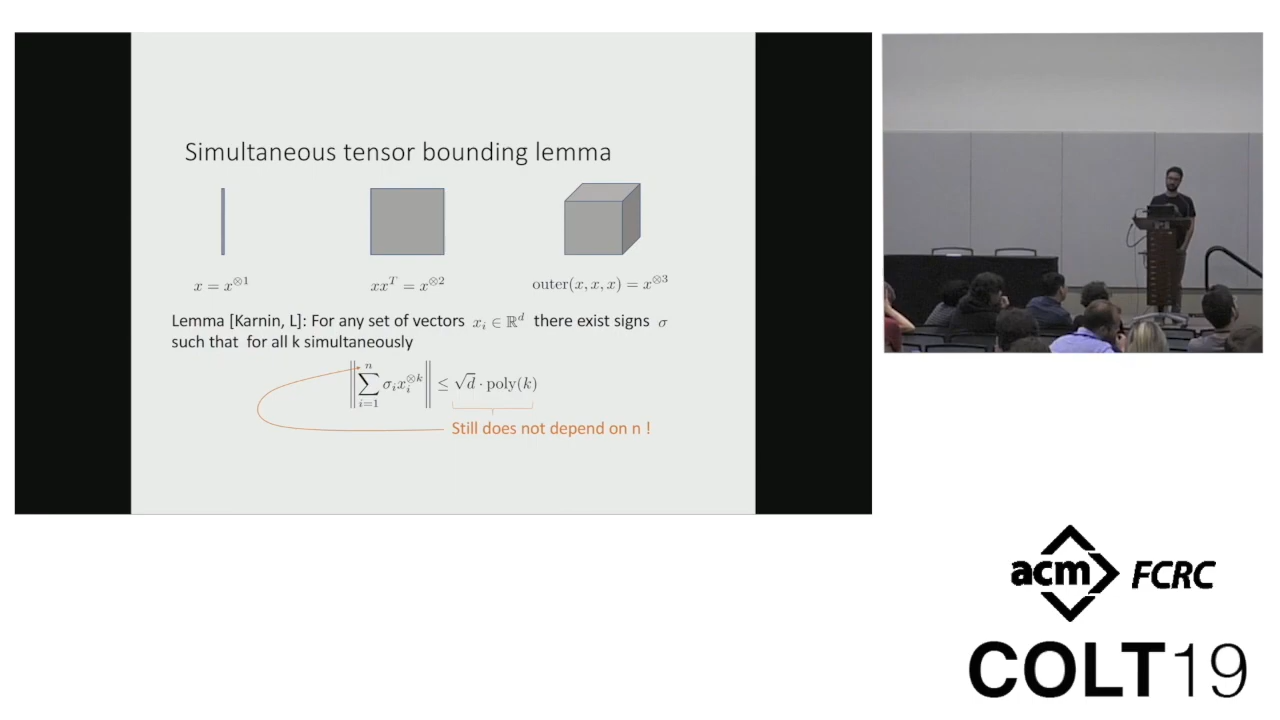 Simultaneous tensor bounding lemma
x = x^{⊗1}
xx^T = x^{⊗2}
outer(x, x, x) = x^{⊗3}
Lemma [Karnin, L]: For any set of vectors x_i ∈ ℝ^d there exist signs σ
such that for all k simultaneously
‖∑_{i=1}^{n} σ_i x_i^{⊗k}‖ ≤ √d · poly(k)
Still does not depend on n !
acm FCRC
COLT19